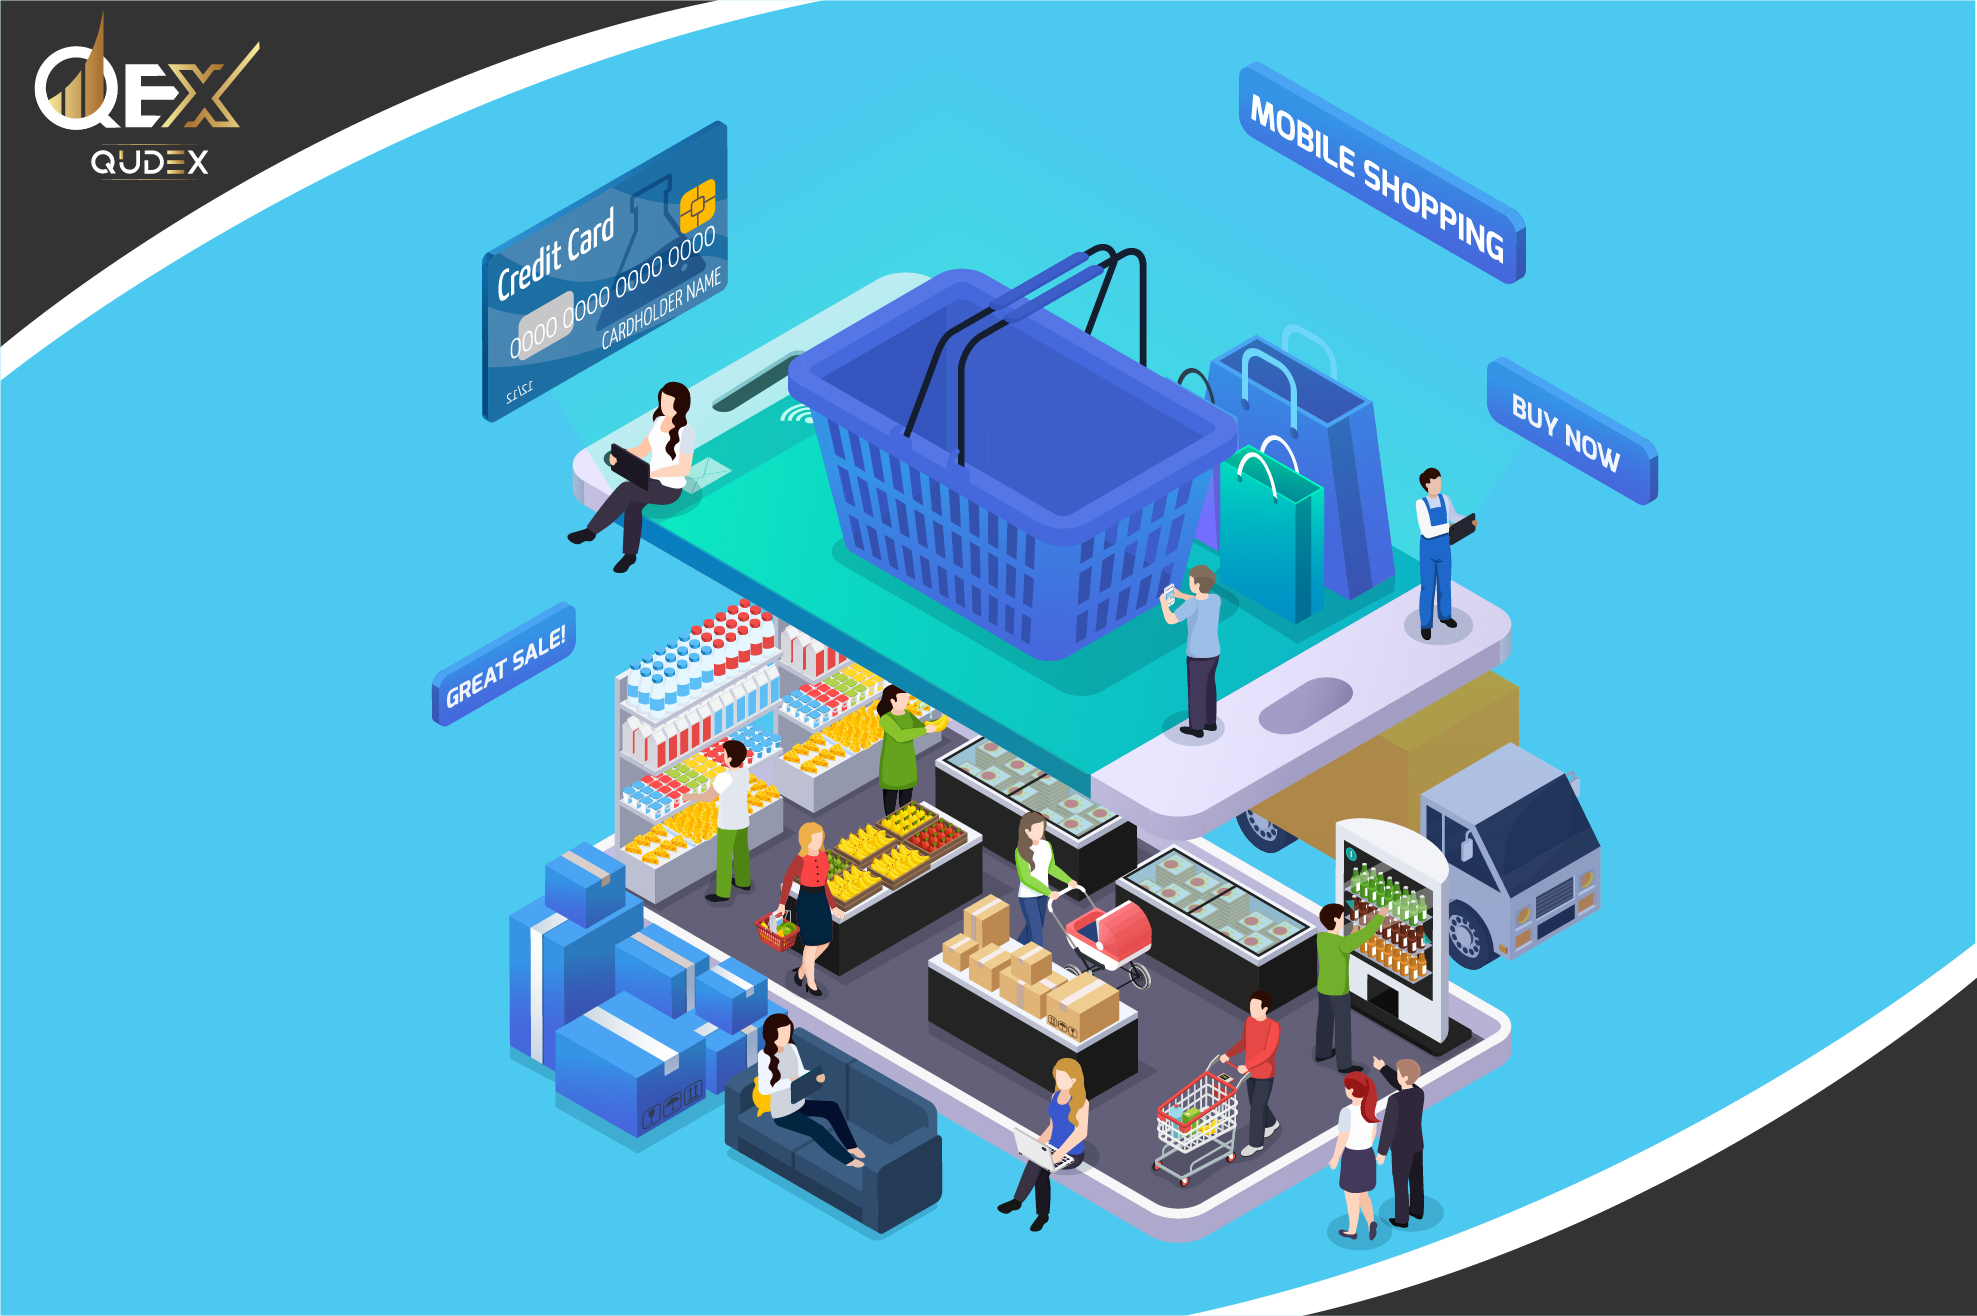 QEX
QUDEX
MOBILE SHOPPING
Credit Card
0000 0000 0000 0000
CARDHOLDER NAME
12\12
BUY NOW
GREAT SALE!